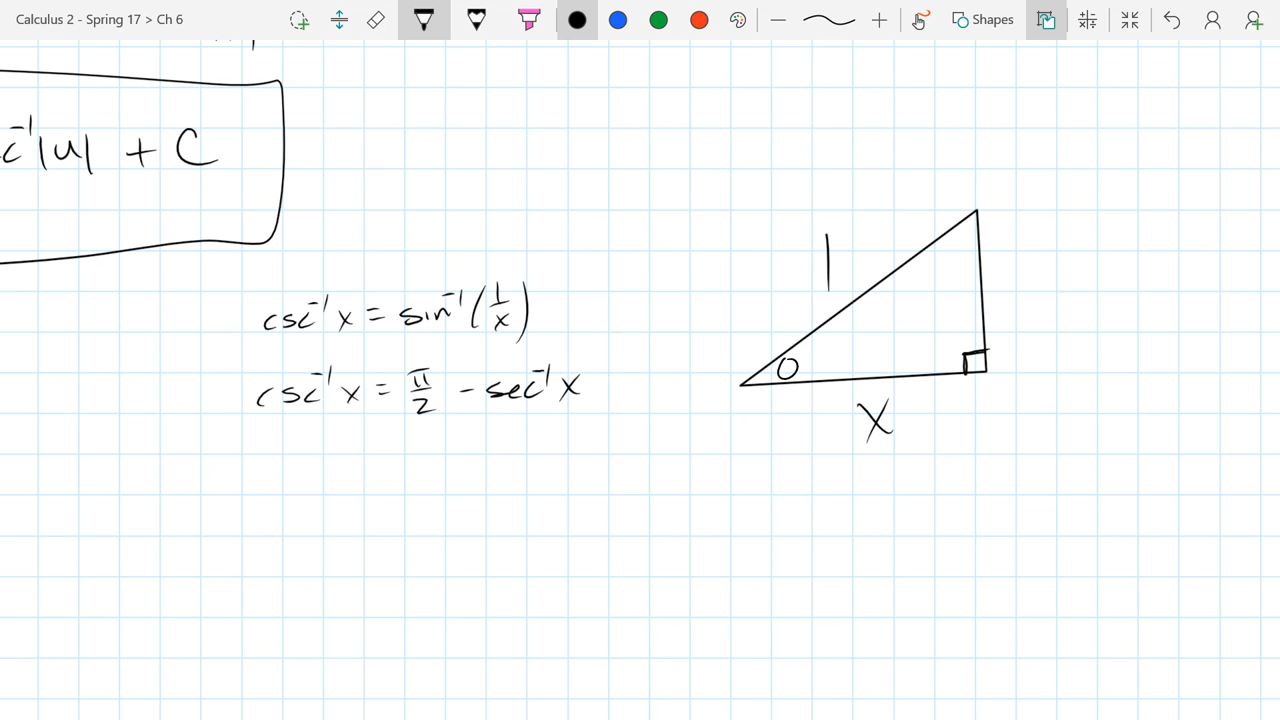 Calculus 2 - Spring 17 > Ch 6
Shapes
c⁻¹|u| + C
csc⁻¹ x = sin⁻¹(1/x)
csc⁻¹ x = π/2 - sec⁻¹ x
1
θ
x